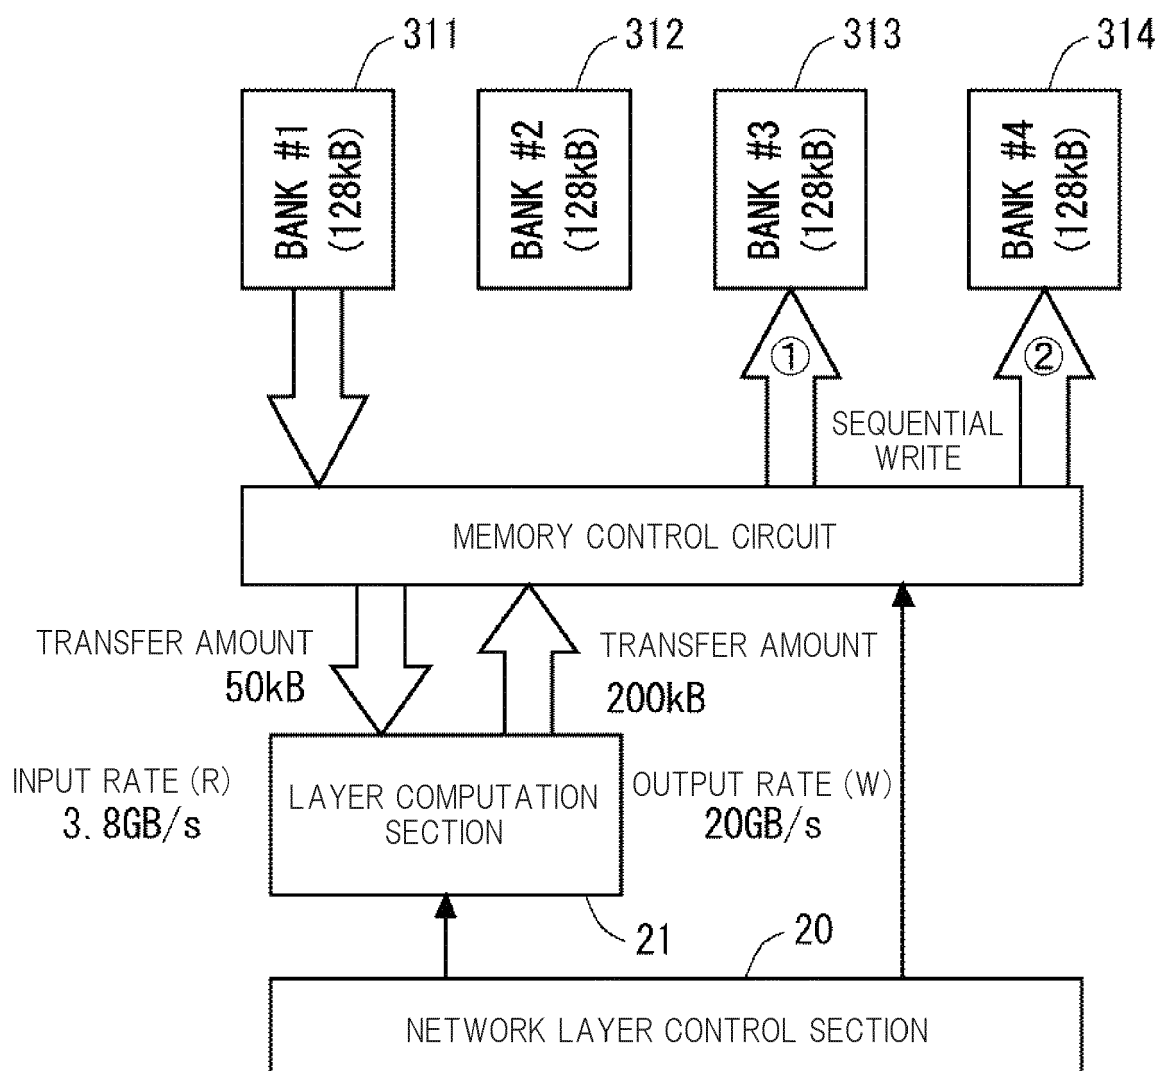 311
312
313
314
BANK #1
(128kB)
BANK #2
(128kB)
BANK #3
(128kB)
BANK #4
(128kB)
①
②
SEQUENTIAL
WRITE
MEMORY CONTROL CIRCUIT
TRANSFER AMOUNT
50kB
TRANSFER AMOUNT
200kB
INPUT RATE (R)
3.8GB/s
LAYER COMPUTATION
SECTION
OUTPUT RATE (W)
20GB/s
21
20
NETWORK LAYER CONTROL SECTION